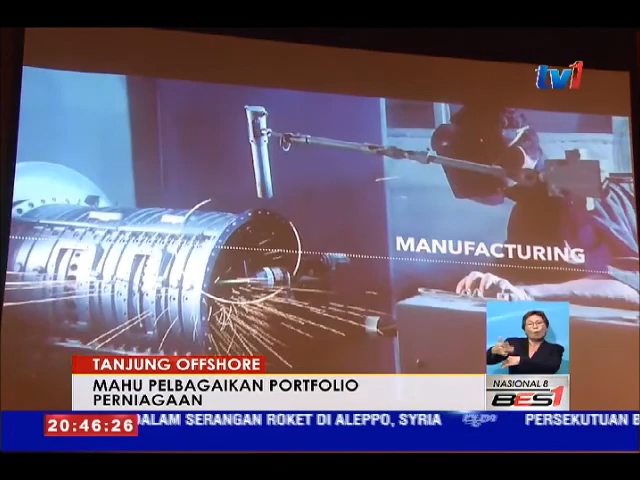 tv1
MANUFACTURING
TANJUNG OFFSHORE
MAHU PELBAGAIKAN PORTFOLIO
PERNIAGAAN
NASIONAL 8
BES1
20:46:26
DALAM SERANGAN ROKET DI ALEPPO, SYRIA
PERSEKUTUAN B